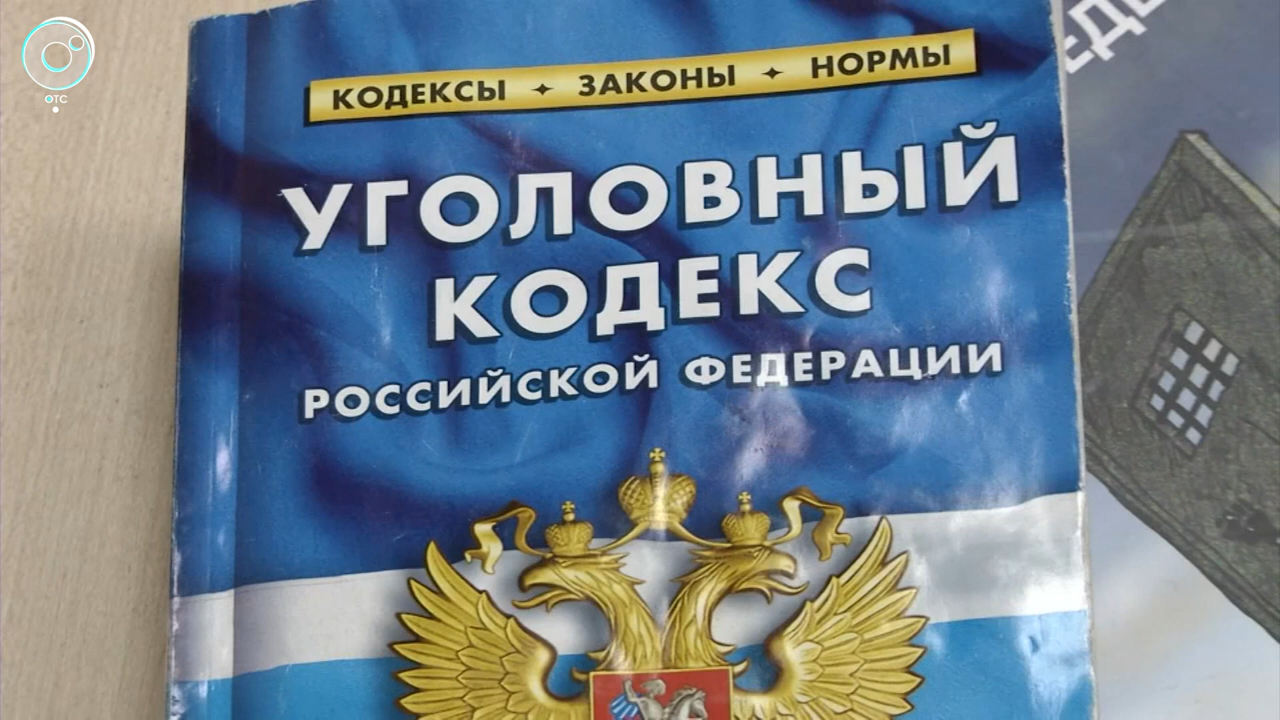 ОТС
КОДЕКСЫ ✦ ЗАКОНЫ ✦ НОРМЫ
УГОЛОВНЫЙ
КОДЕКС
РОССИЙСКОЙ ФЕДЕРАЦИИ